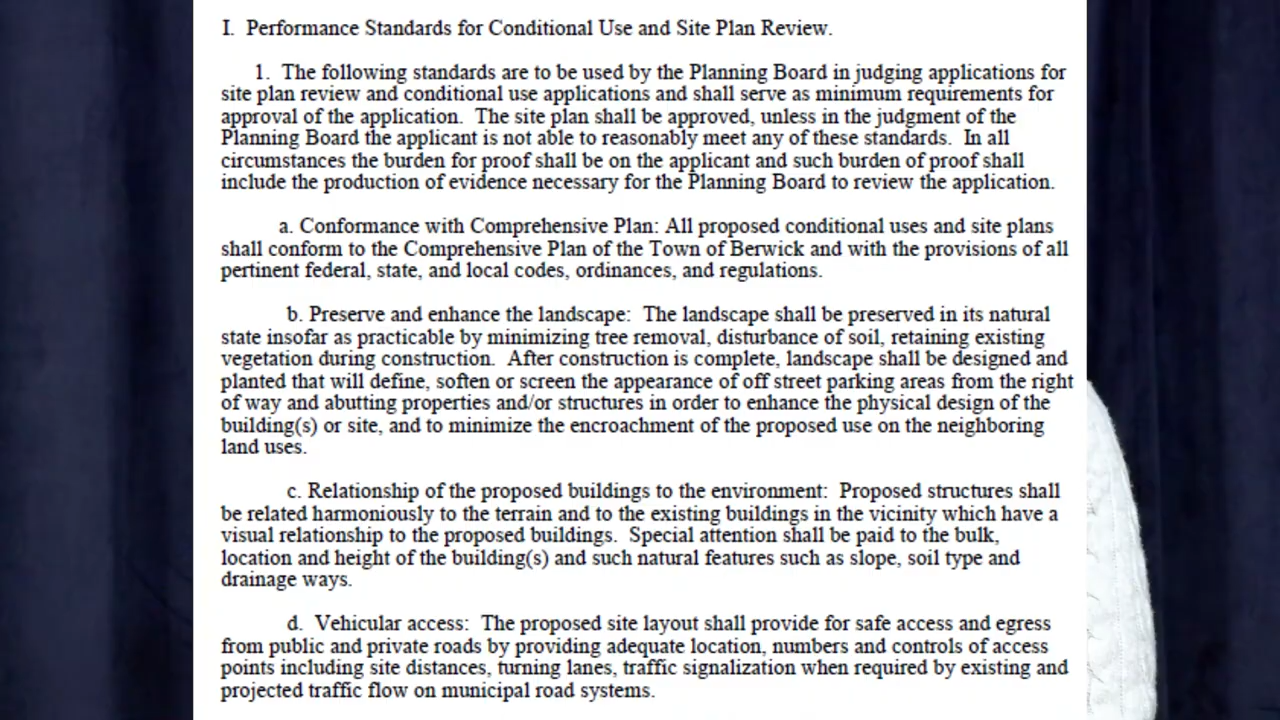 I. Performance Standards for Conditional Use and Site Plan Review.
1. The following standards are to be used by the Planning Board in judging applications for
site plan review and conditional use applications and shall serve as minimum requirements for
approval of the application. The site plan shall be approved, unless in the judgment of the
Planning Board the applicant is not able to reasonably meet any of these standards. In all
circumstances the burden for proof shall be on the applicant and such burden of proof shall
include the production of evidence necessary for the Planning Board to review the application.
a. Conformance with Comprehensive Plan: All proposed conditional uses and site plans
shall conform to the Comprehensive Plan of the Town of Berwick and with the provisions of all
pertinent federal, state, and local codes, ordinances, and regulations.
b. Preserve and enhance the landscape: The landscape shall be preserved in its natural
state insofar as practicable by minimizing tree removal, disturbance of soil, retaining existing
vegetation during construction. After construction is complete, landscape shall be designed and
planted that will define, soften or screen the appearance of off street parking areas from the right
of way and abutting properties and/or structures in order to enhance the physical design of the
building(s) or site, and to minimize the encroachment of the proposed use on the neighboring
land uses.
c. Relationship of the proposed buildings to the environment: Proposed structures shall
be related harmoniously to the terrain and to the existing buildings in the vicinity which have a
visual relationship to the proposed buildings. Special attention shall be paid to the bulk,
location and height of the building(s) and such natural features such as slope, soil type and
drainage ways.
d. Vehicular access: The proposed site layout shall provide for safe access and egress
from public and private roads by providing adequate location, numbers and controls of access
points including site distances, turning lanes, traffic signalization when required by existing and
projected traffic flow on municipal road systems.